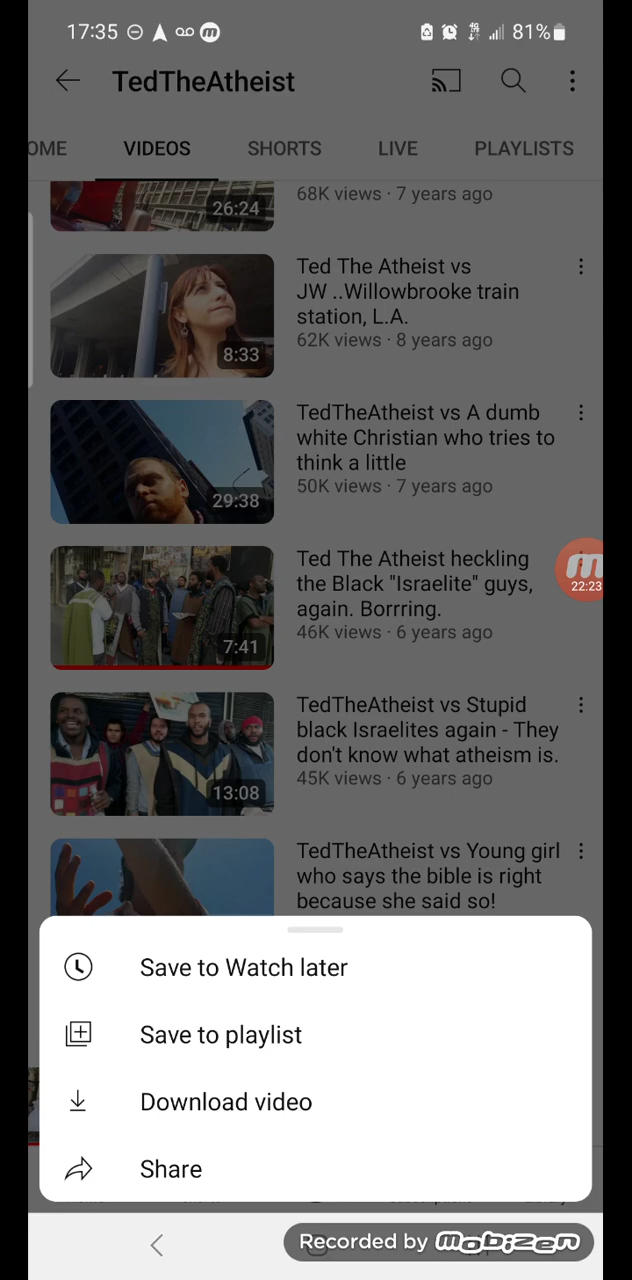 17:35 81%
TedTheAtheist
OME VIDEOS SHORTS LIVE PLAYLISTS
26:24
68K views · 7 years ago
Ted The Atheist vs
JW ..Willowbrooke train
station, L.A.
62K views · 8 years ago
8:33
TedTheAtheist vs A dumb
white Christian who tries to
think a little
50K views · 7 years ago
29:38
Ted The Atheist heckling
the Black "Israelite" guys,
again. Borrring.
46K views · 6 years ago
7:41
22:23
TedTheAtheist vs Stupid
black Israelites again - They
don't know what atheism is.
45K views · 6 years ago
13:08
TedTheAtheist vs Young girl
who says the bible is right
because she said so!
Save to Watch later
Save to playlist
Download video
Share
Recorded by mobizen